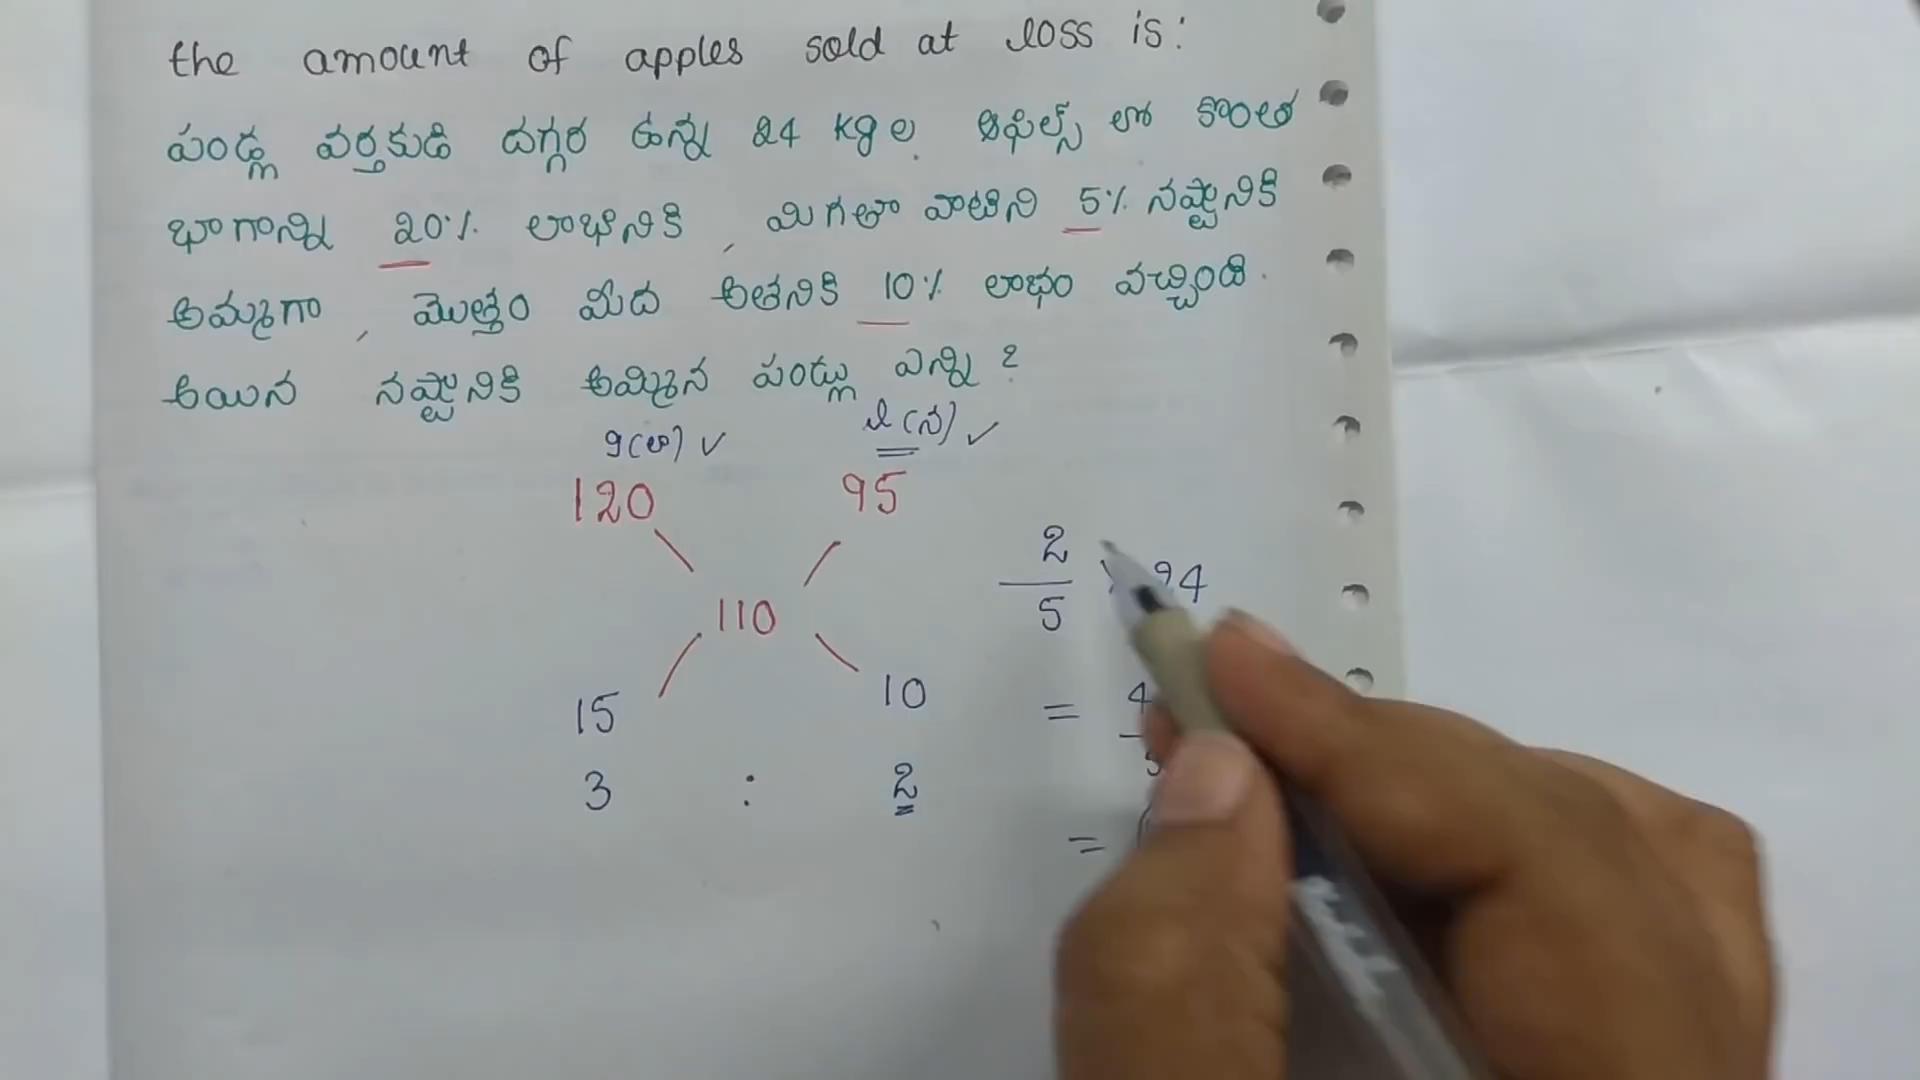 the amount of apples sold at loss is:
పండ్ల వర్తకుడి దగ్గర ఉన్న 24 kg ల ఆఫిల్స్ లో కొంత
భాగాన్ని 20% లాభానికి , మిగతా వాటిని 5% నష్టానికి
అమ్మగా , మొత్తం మీద అతనికి 10% లాభం వచ్చింది.
అయిన నష్టానికి అమ్మిన పండ్లు ఎన్ని ?
g(లా) ✓ l(న) ✓
120 95
110
15 10
3 : 2
2
5
=
=